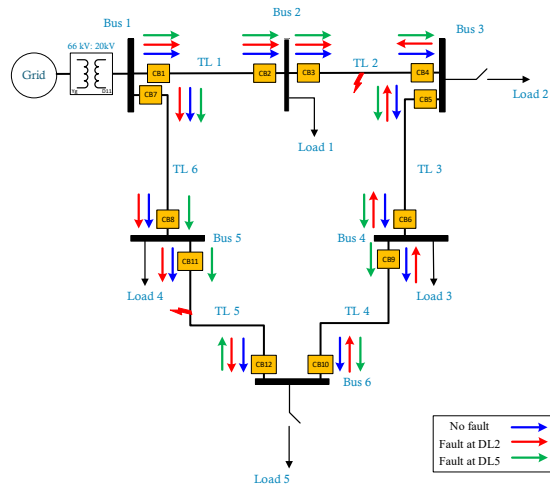 Bus 1
Bus 2
Bus 3
66 kV: 20kV
Grid
Yg
D11
CB1
TL 1
CB2
CB3
TL 2
CB4
CB7
CB5
Load 2
Load 1
TL 6
TL 3
CB8
CB6
Bus 5
Bus 4
CB11
CB9
Load 4
Load 3
TL 5
TL 4
CB12
CB10
Bus 6
No fault
Fault at DL2
Fault at DL5
Load 5